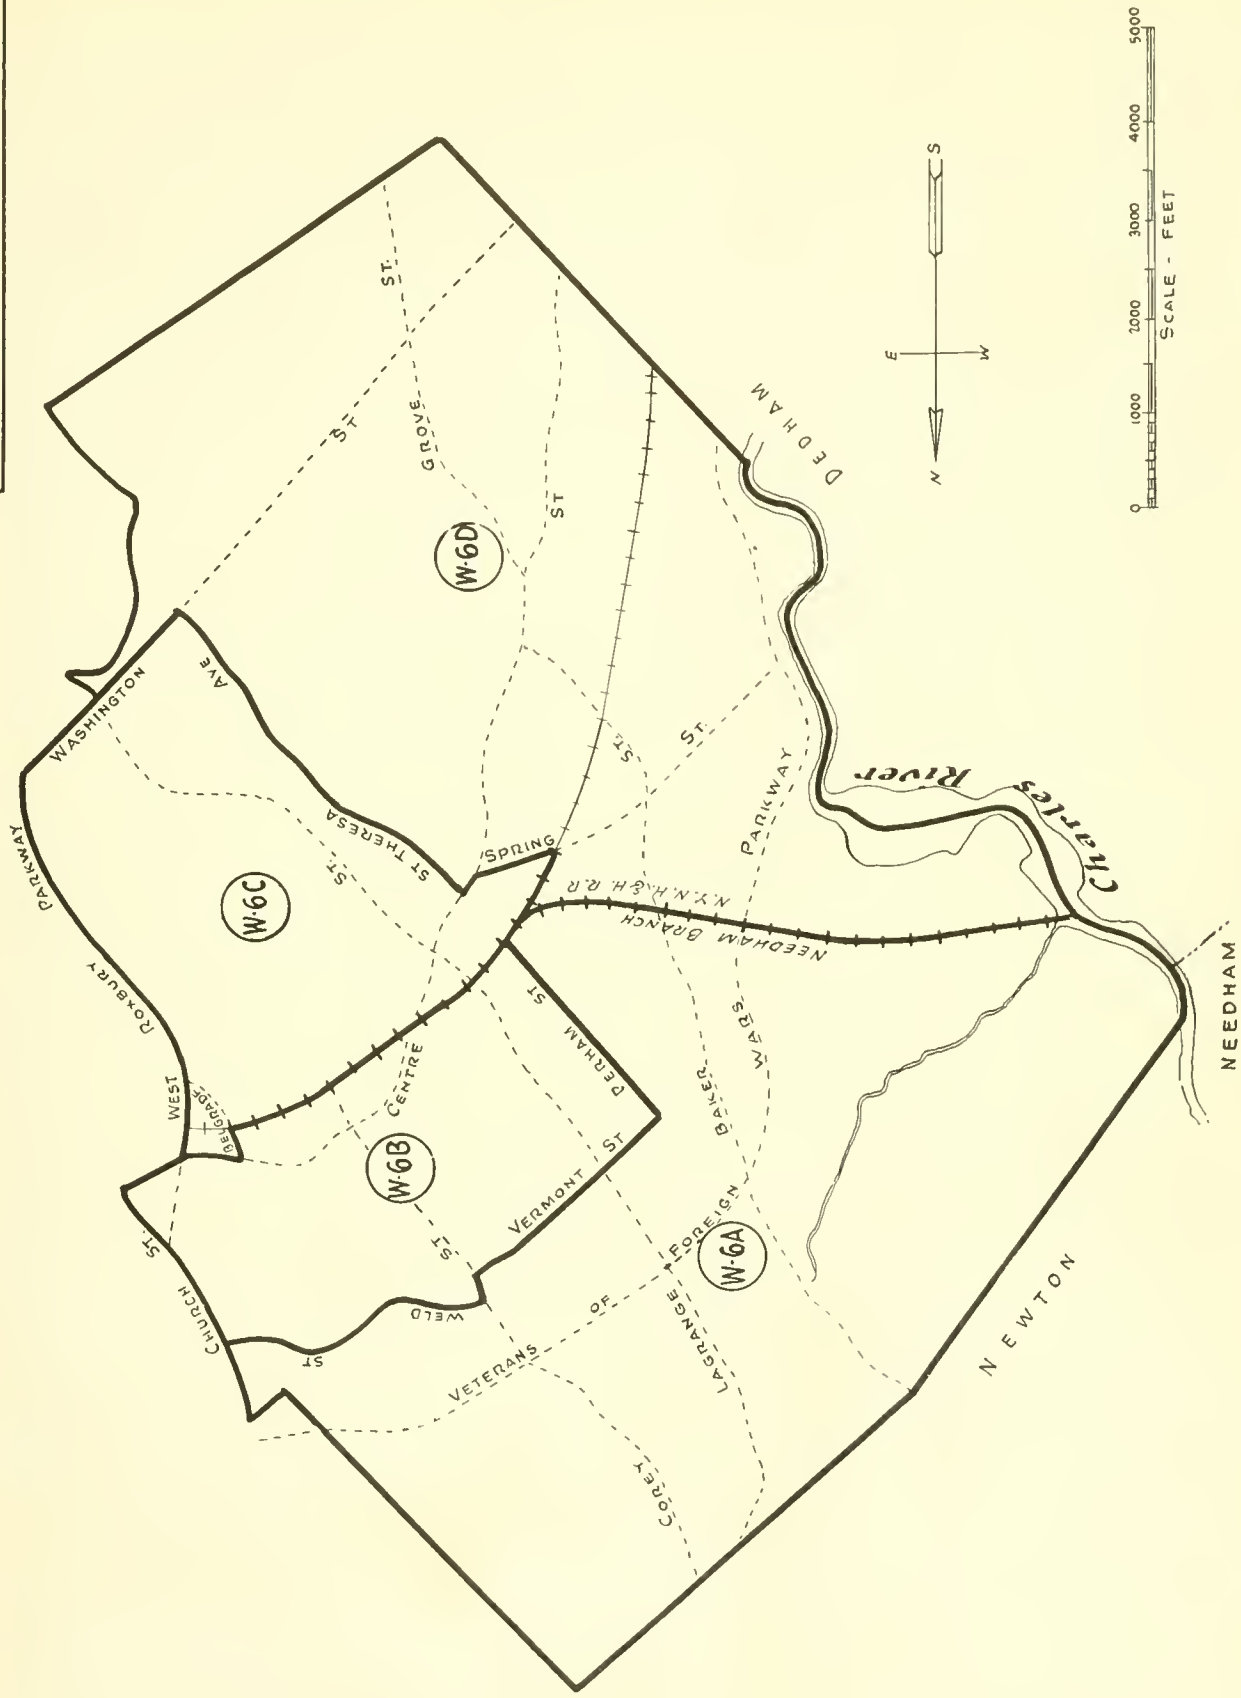 WEST
ROXBURY
PARKWAY
WASHINGTON
ST
GROVE
ST.
AVE
ST THERESA
ST.
SPRING
ST.
ST
ST.
BELGRADE
CENTRE
CHURCH
ST.
WELD
ST
ST
VERMONT
ST
PERHAM
ST
W-6A
W-6B
W-6C
W-6D
NEEDHAM BRANCH
N.Y.N.H.&H. R.R
BAKER
VETERANS
OF
FOREIGN
WARS
PARKWAY
LAGRANGE
COREY
Charles
River
DEDHAM
NEEDHAM
NEWTON
N
E
S
W
0 1000 2000 3000 4000 5000
SCALE - FEET